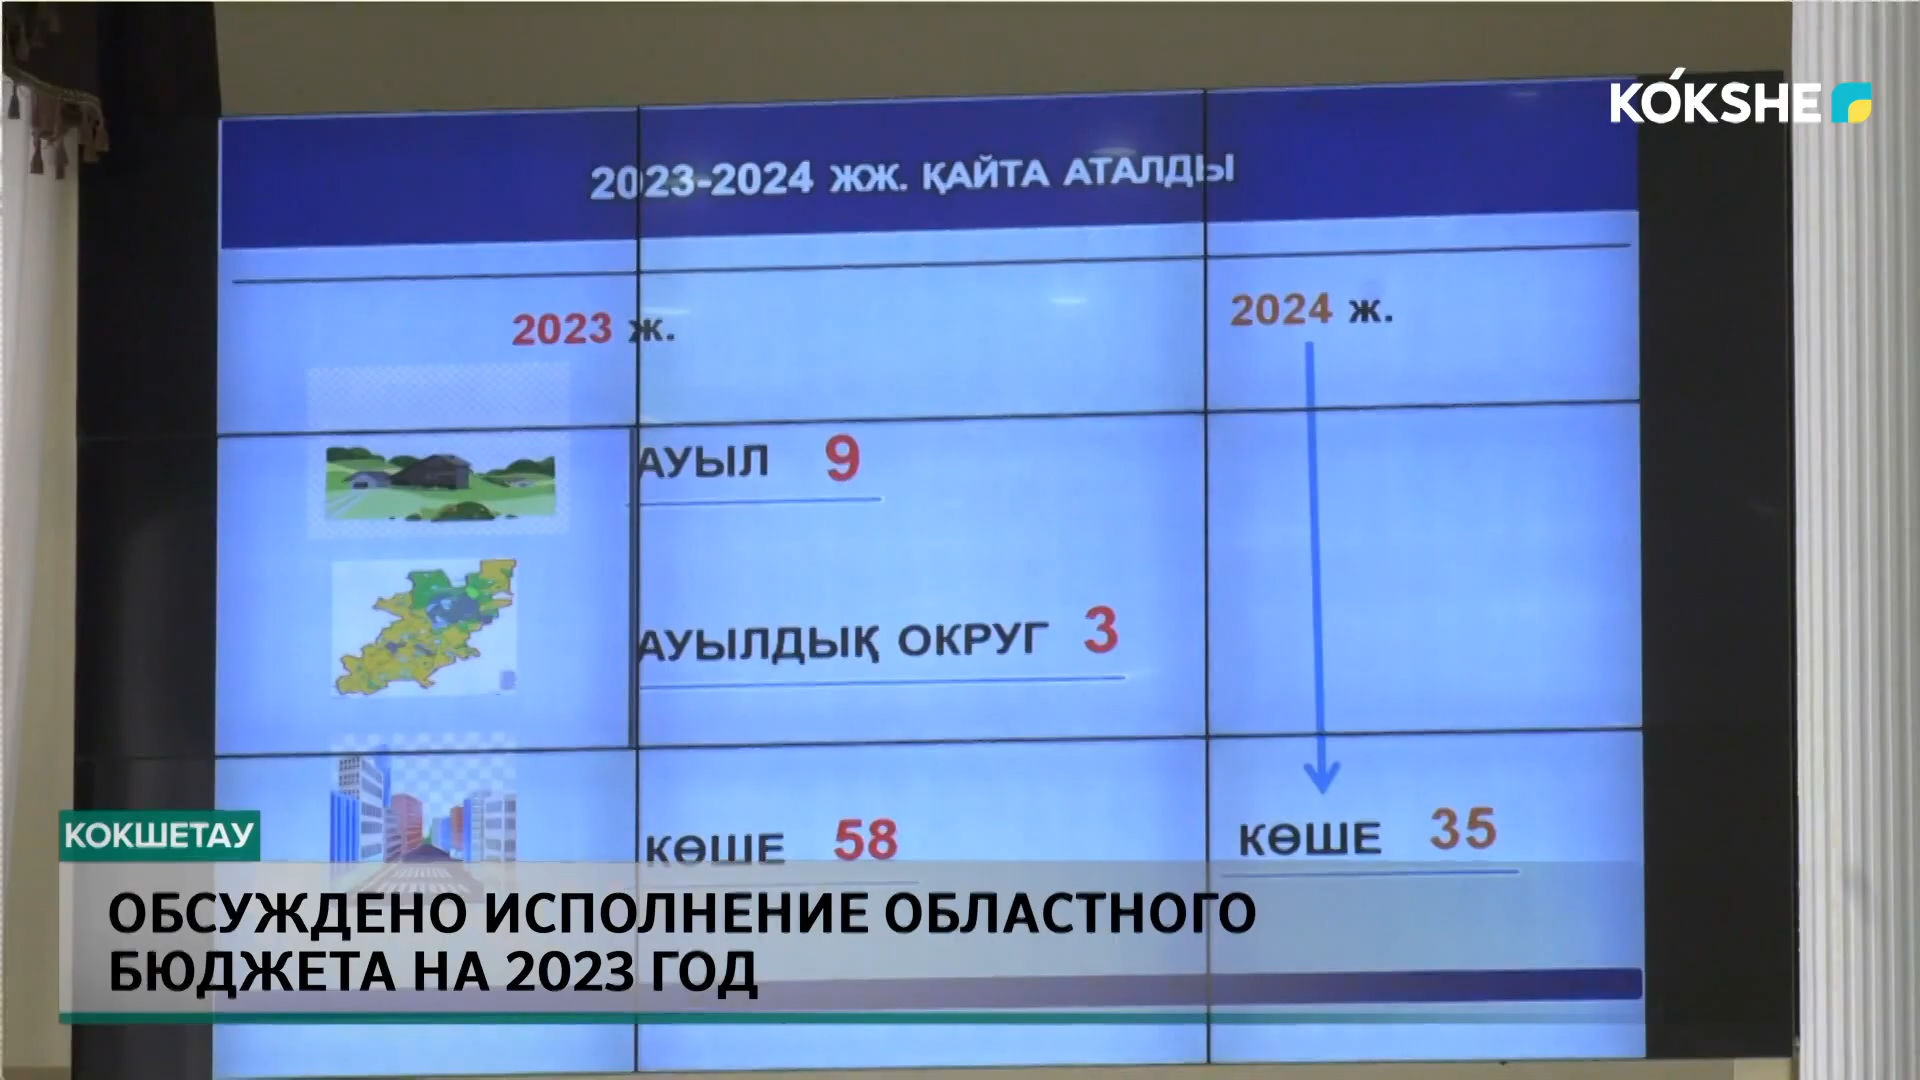 KÓKSHE
2023-2024 ЖЖ. ҚАЙТА АТАЛДЫ
2023 ж.
2024 ж.
АУЫЛ 9
АУЫЛДЫҚ ОКРУГ 3
КӨШЕ 58
КӨШЕ 35
КОКШЕТАУ
ОБСУЖДЕНО ИСПОЛНЕНИЕ ОБЛАСТНОГО
БЮДЖЕТА НА 2023 ГОД